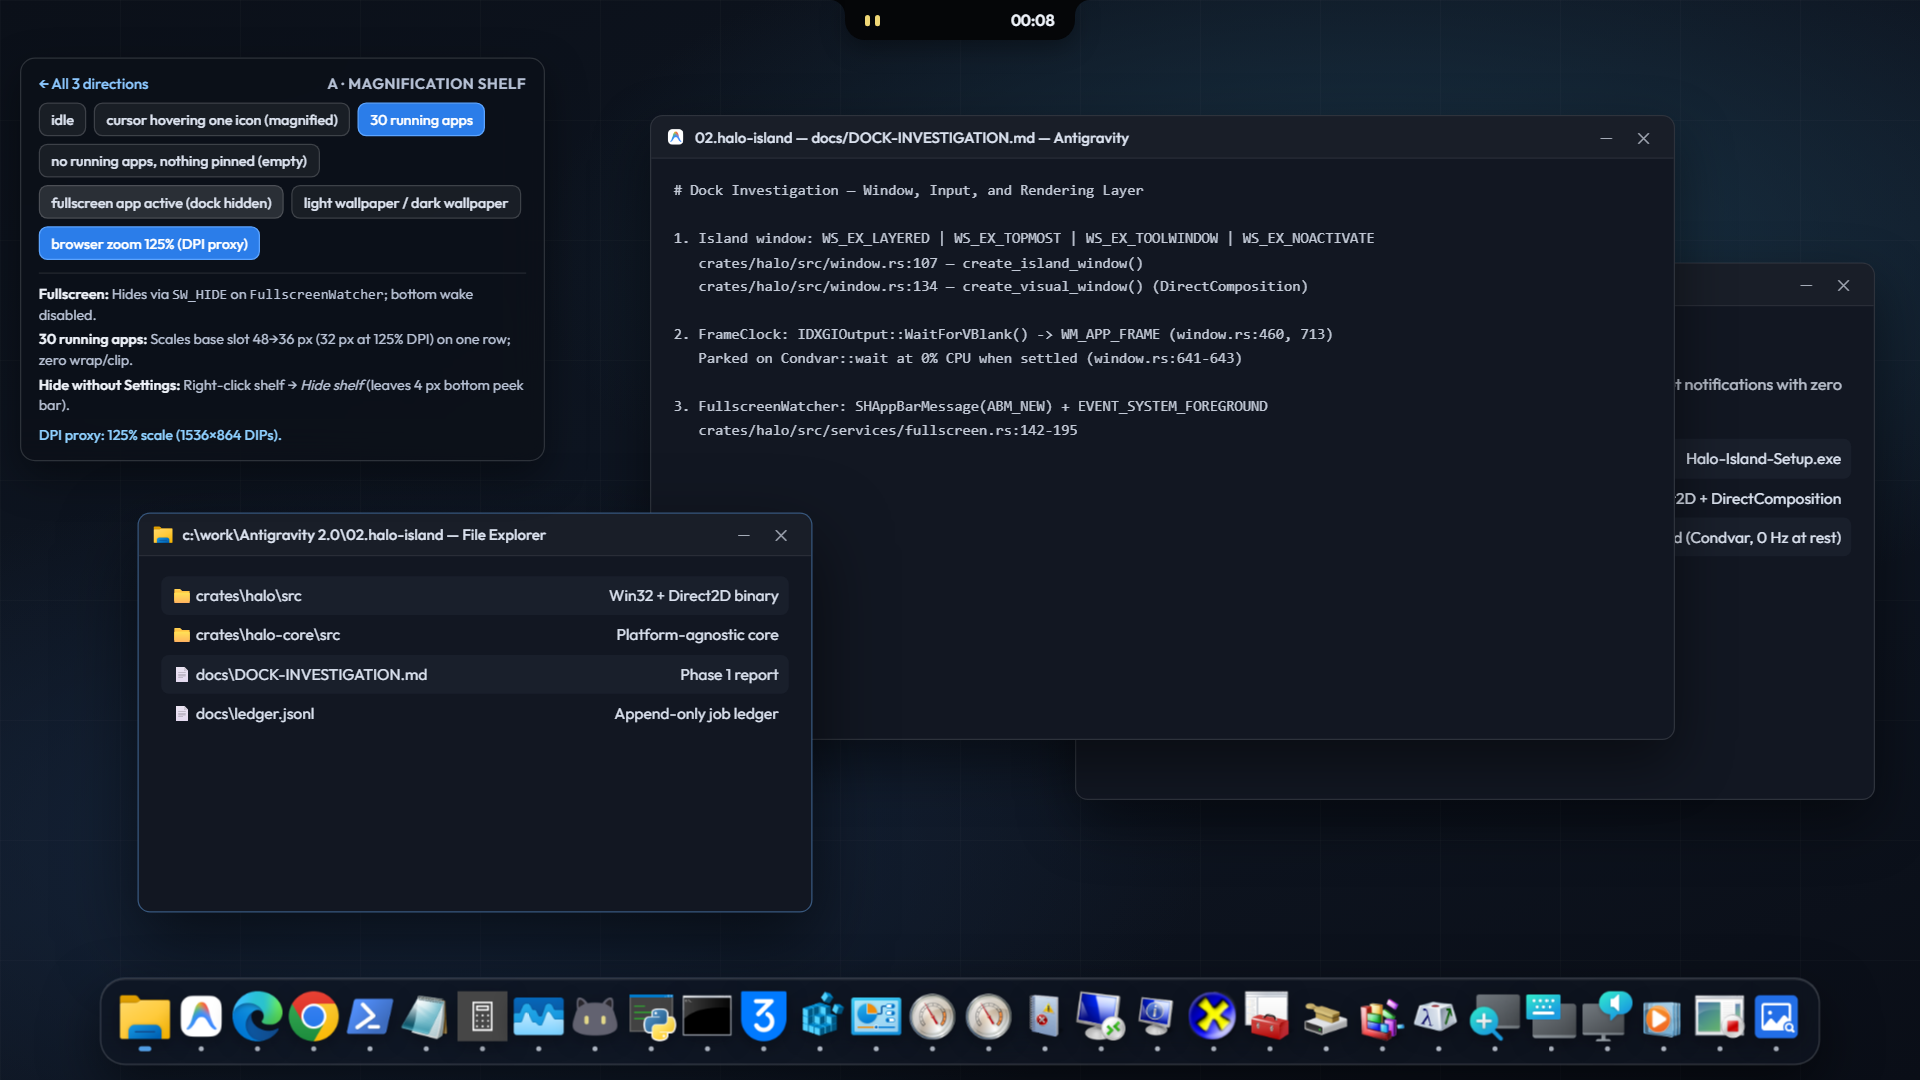 00:08
← All 3 directions
A · MAGNIFICATION SHELF
idle
cursor hovering one icon (magnified)
30 running apps
no running apps, nothing pinned (empty)
fullscreen app active (dock hidden)
light wallpaper / dark wallpaper
browser zoom 125% (DPI proxy)
Fullscreen: Hides via SW_HIDE on FullscreenWatcher; bottom wake
disabled.
30 running apps: Scales base slot 48→36 px (32 px at 125% DPI) on one row;
zero wrap/clip.
Hide without Settings: Right-click shelf → Hide shelf (leaves 4 px bottom peek
bar).
DPI proxy: 125% scale (1536×864 DIPs).
02.halo-island — docs/DOCK-INVESTIGATION.md — Antigravity
# Dock Investigation — Window, Input, and Rendering Layer
1. Island window: WS_EX_LAYERED | WS_EX_TOPMOST | WS_EX_TOOLWINDOW | WS_EX_NOACTIVATE
crates/halo/src/window.rs:107 — create_island_window()
crates/halo/src/window.rs:134 — create_visual_window() (DirectComposition)
2. FrameClock: IDXGIOutput::WaitForVBlank() -> WM_APP_FRAME (window.rs:460, 713)
Parked on Condvar::wait at 0% CPU when settled (window.rs:641-643)
3. FullscreenWatcher: SHAppBarMessage(ABM_NEW) + EVENT_SYSTEM_FOREGROUND
crates/halo/src/services/fullscreen.rs:142-195
t notifications with zero
Halo-Island-Setup.exe
2D + DirectComposition
d (Condvar, 0 Hz at rest)
c:\work\Antigravity 2.0\02.halo-island — File Explorer
crates\halo\src
Win32 + Direct2D binary
crates\halo-core\src
Platform-agnostic core
docs\DOCK-INVESTIGATION.md
Phase 1 report
docs\ledger.jsonl
Append-only job ledger
3